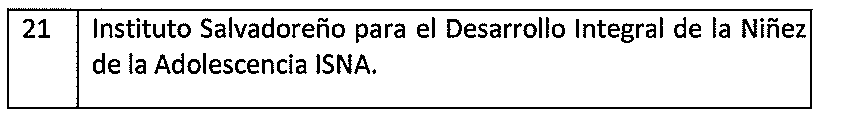 21 Instituto Salvadoreño para el Desarrollo Integral de la Niñez
de la Adolescencia ISNA.